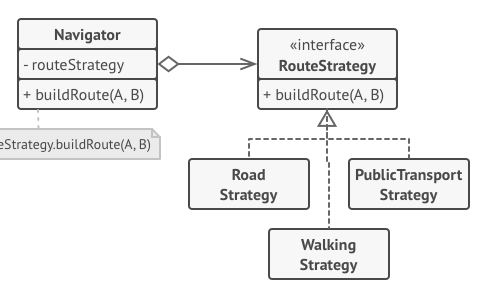 Navigator
- routeStrategy
+ buildRoute(A, B)
eStrategy.buildRoute(A, B)
«interface»
RouteStrategy
+ buildRoute(A, B)
Road
Strategy
PublicTransport
Strategy
Walking
Strategy